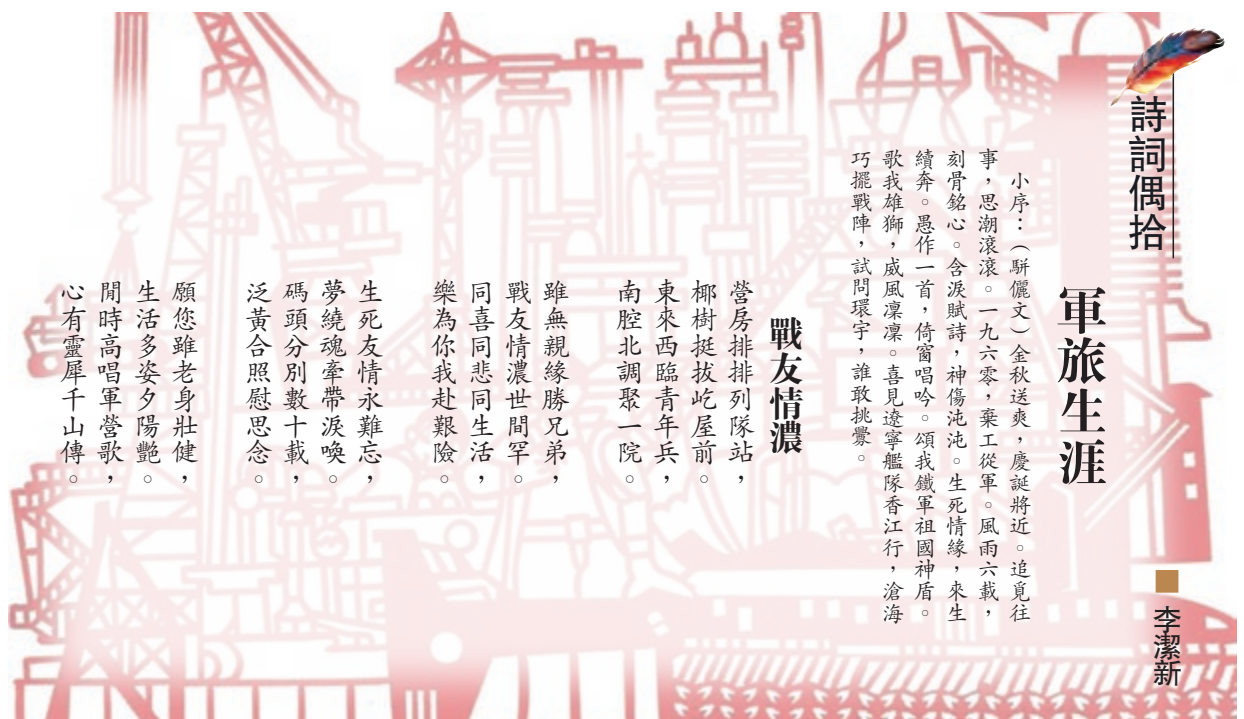 詩詞偶拾
軍旅生涯
■ 李潔新
小序：（駢儷文）金秋送爽，慶誕將近。追覓往
事，思潮滾滾。一九六零，棄工從軍。風雨六載，
刻骨銘心。含淚賦詩，神傷沌沌。生死情緣，來生
續奔。愚作一首，倚窗唱吟。頌我鐵軍祖國神盾。
歌我雄獅，威風凜凜。喜見遼寧艦隊香江行，滄海
巧擺戰陣，試問環宇，誰敢挑釁。
戰友情濃
營房排排列隊站，
椰樹挺拔屹屋前。
東來西臨青年兵，
南腔北調聚一院。
雖無親緣勝兄弟，
戰友情濃世間罕。
同喜同悲同生活，
樂為你我赴艱險。
生死友情永難忘，
夢繞魂牽帶淚喚。
碼頭分別數十載，
泛黃合照慰思念。
願您雖老身壯健，
生活多姿夕陽艷。
閒時高唱軍營歌，
心有靈犀千山傳。